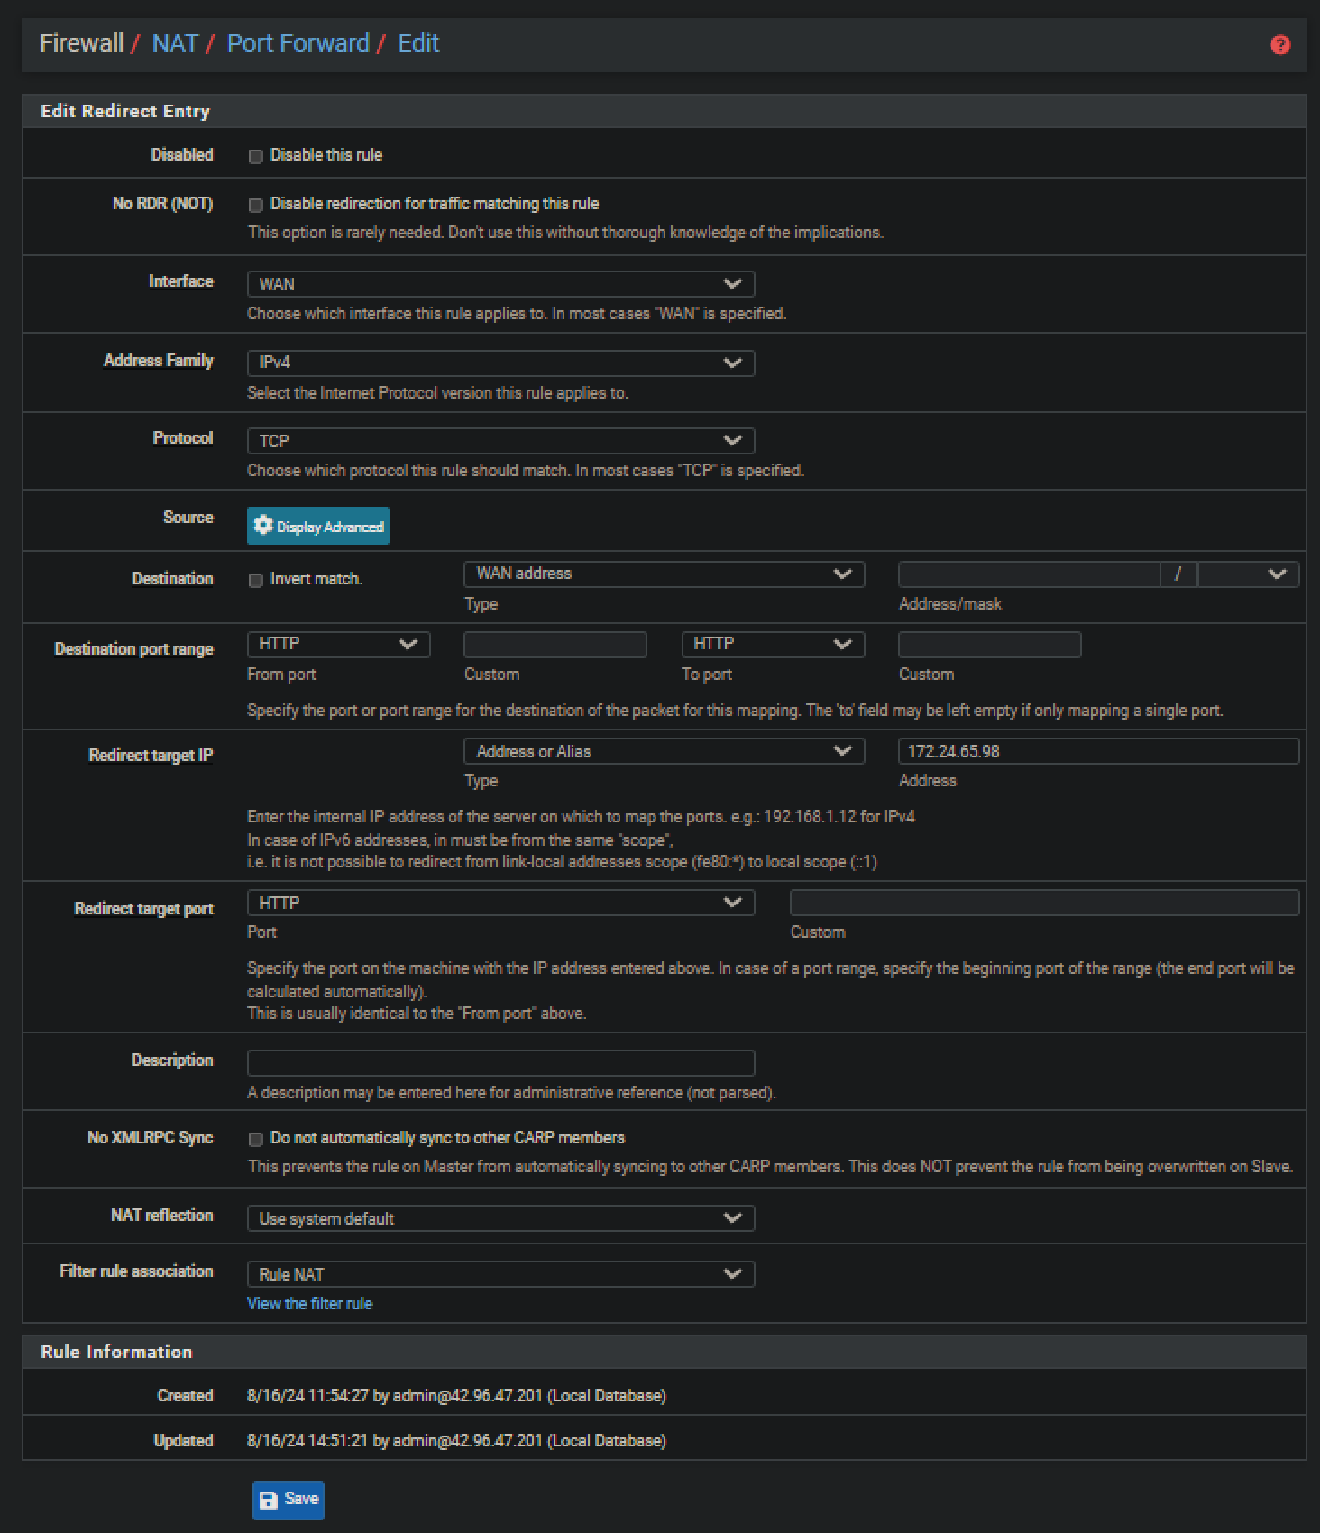 Firewall / NAT / Port Forward / Edit
Edit Redirect Entry
Disabled Disable this rule
No RDR (NOT) Disable redirection for traffic matching this rule
This option is rarely needed. Don't use this without thorough knowledge of the implications.
Interface WAN
Choose which interface this rule applies to. In most cases "WAN" is specified.
Address Family IPv4
Select the Internet Protocol version this rule applies to.
Protocol TCP
Choose which protocol this rule should match. In most cases "TCP" is specified.
Source Display Advanced
Destination Invert match. WAN address /
Type Address/mask
Destination port range HTTP HTTP
From port Custom To port Custom
Specify the port or port range for the destination of the packet for this mapping. The 'to' field may be left empty if only mapping a single port.
Redirect target IP Address or Alias 172.24.65.98
Type Address
Enter the internal IP address of the server on which to map the ports. e.g.: 192.168.1.12 for IPv4
In case of IPv6 addresses, in must be from the same "scope",
i.e. it is not possible to redirect from link-local addresses scope (fe80:*) to local scope (::1)
Redirect target port HTTP
Port Custom
Specify the port on the machine with the IP address entered above. In case of a port range, specify the beginning port of the range (the end port will be
calculated automatically).
This is usually identical to the "From port" above.
Description
A description may be entered here for administrative reference (not parsed).
No XMLRPC Sync Do not automatically sync to other CARP members
This prevents the rule on Master from automatically syncing to other CARP members. This does NOT prevent the rule from being overwritten on Slave.
NAT reflection Use system default
Filter rule association Rule NAT
View the filter rule
Rule Information
Created 8/16/24 11:54:27 by admin@42.96.47.201 (Local Database)
Updated 8/16/24 14:51:21 by admin@42.96.47.201 (Local Database)
Save